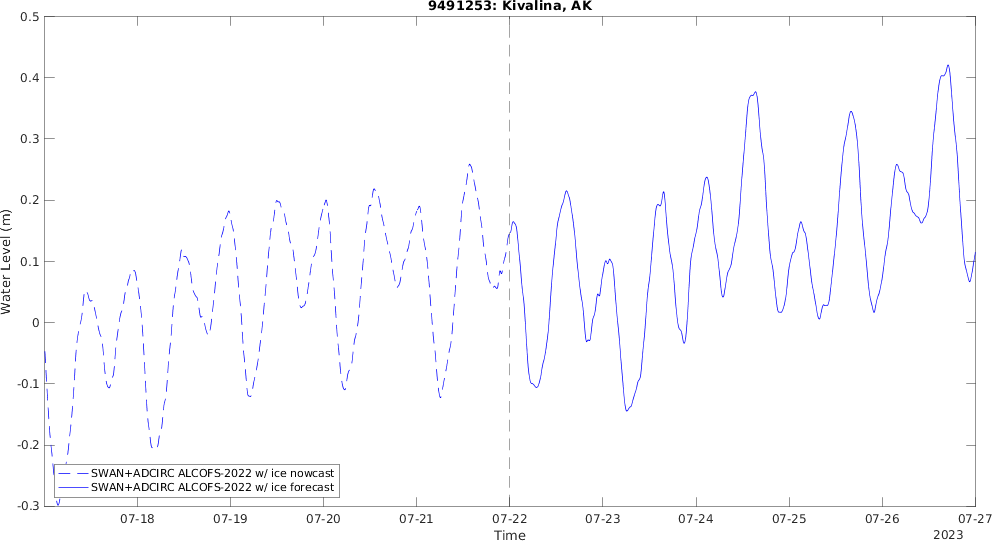 9491253: Kivalina, AK
0.5
0.4
0.3
0.2
0.1
0
-0.1
-0.2
-0.3
Water Level (m)
SWAN+ADCIRC ALCOFS-2022 w/ ice nowcast
SWAN+ADCIRC ALCOFS-2022 w/ ice forecast
07-18 07-19 07-20 07-21 07-22 07-23 07-24 07-25 07-26 07-27
Time
2023